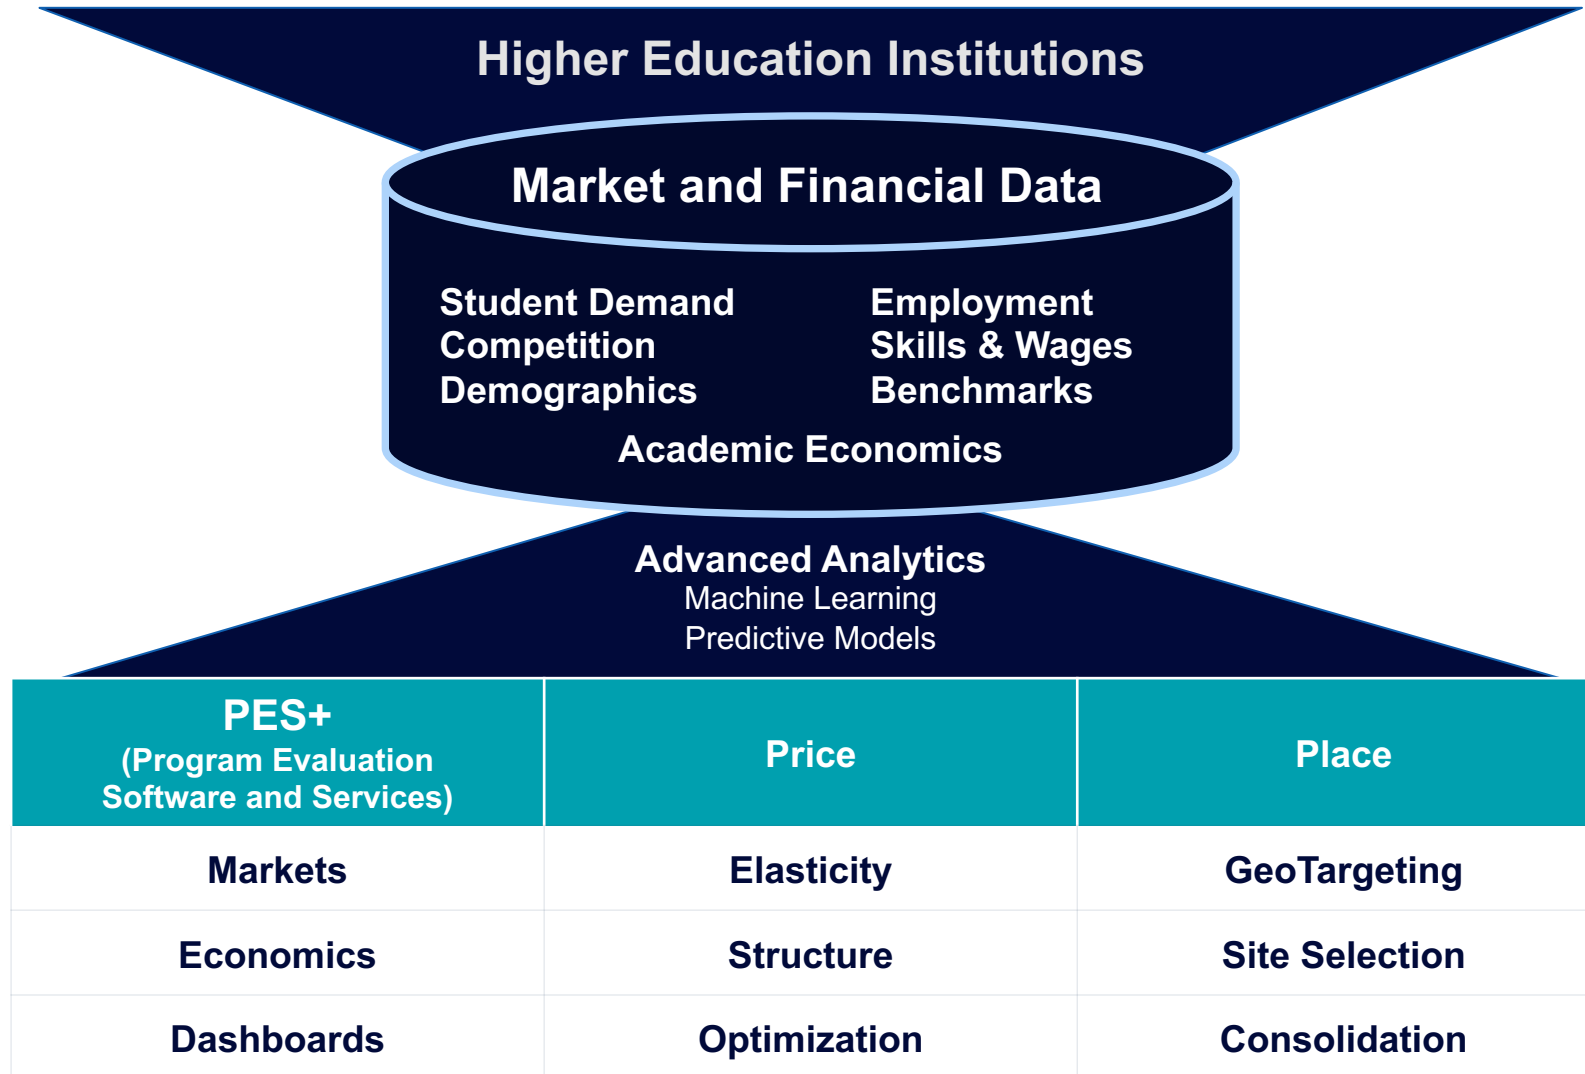 Higher Education Institutions
Market and Financial Data
Student Demand
Competition
Demographics
Employment
Skills & Wages
Benchmarks
Academic Economics
Advanced Analytics
Machine Learning
Predictive Models
PES+
(Program Evaluation
Software and Services)
Price
Place
Markets
Elasticity
GeoTargeting
Economics
Structure
Site Selection
Dashboards
Optimization
Consolidation